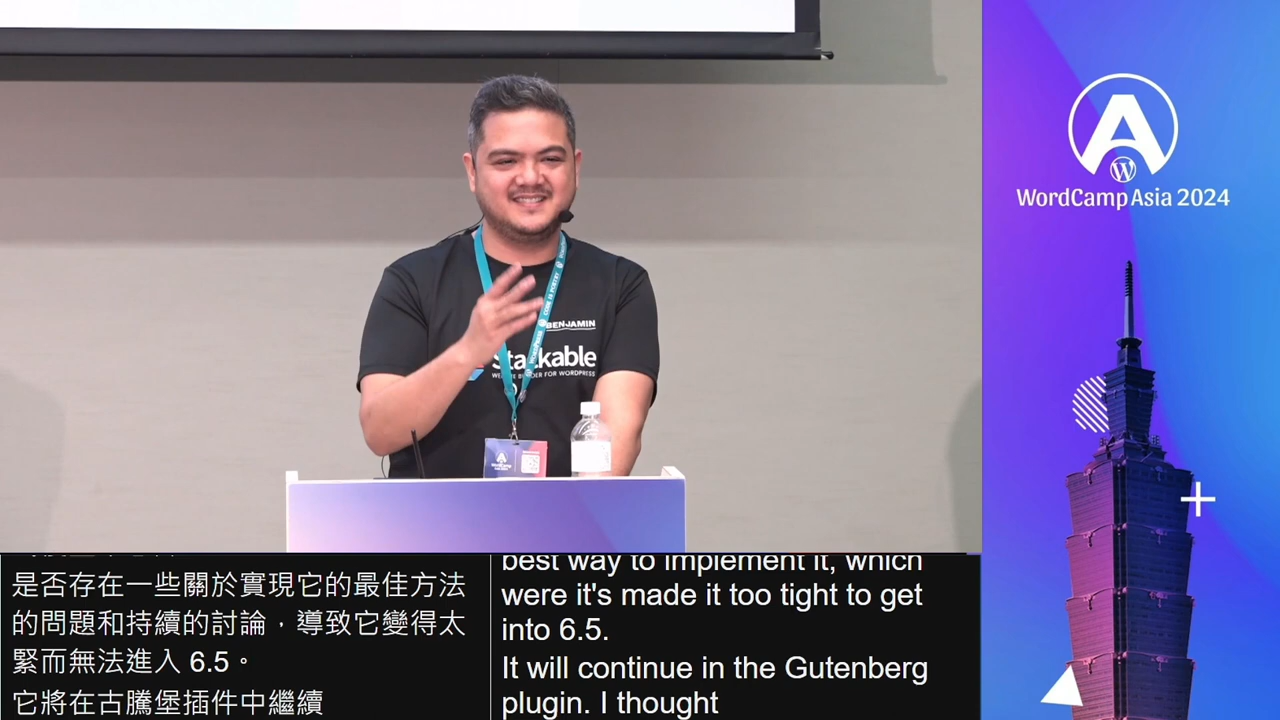 WordCamp Asia 2024
BENJAMIN
Stackable
CODE IS POETRY
是否存在一些關於實現它的最佳方法
的問題和持續的討論，導致它變得太
緊而無法進入 6.5。
它將在古騰堡插件中繼續
best way to implement it, which
were it's made it too tight to get
into 6.5.
It will continue in the Gutenberg
plugin. I thought